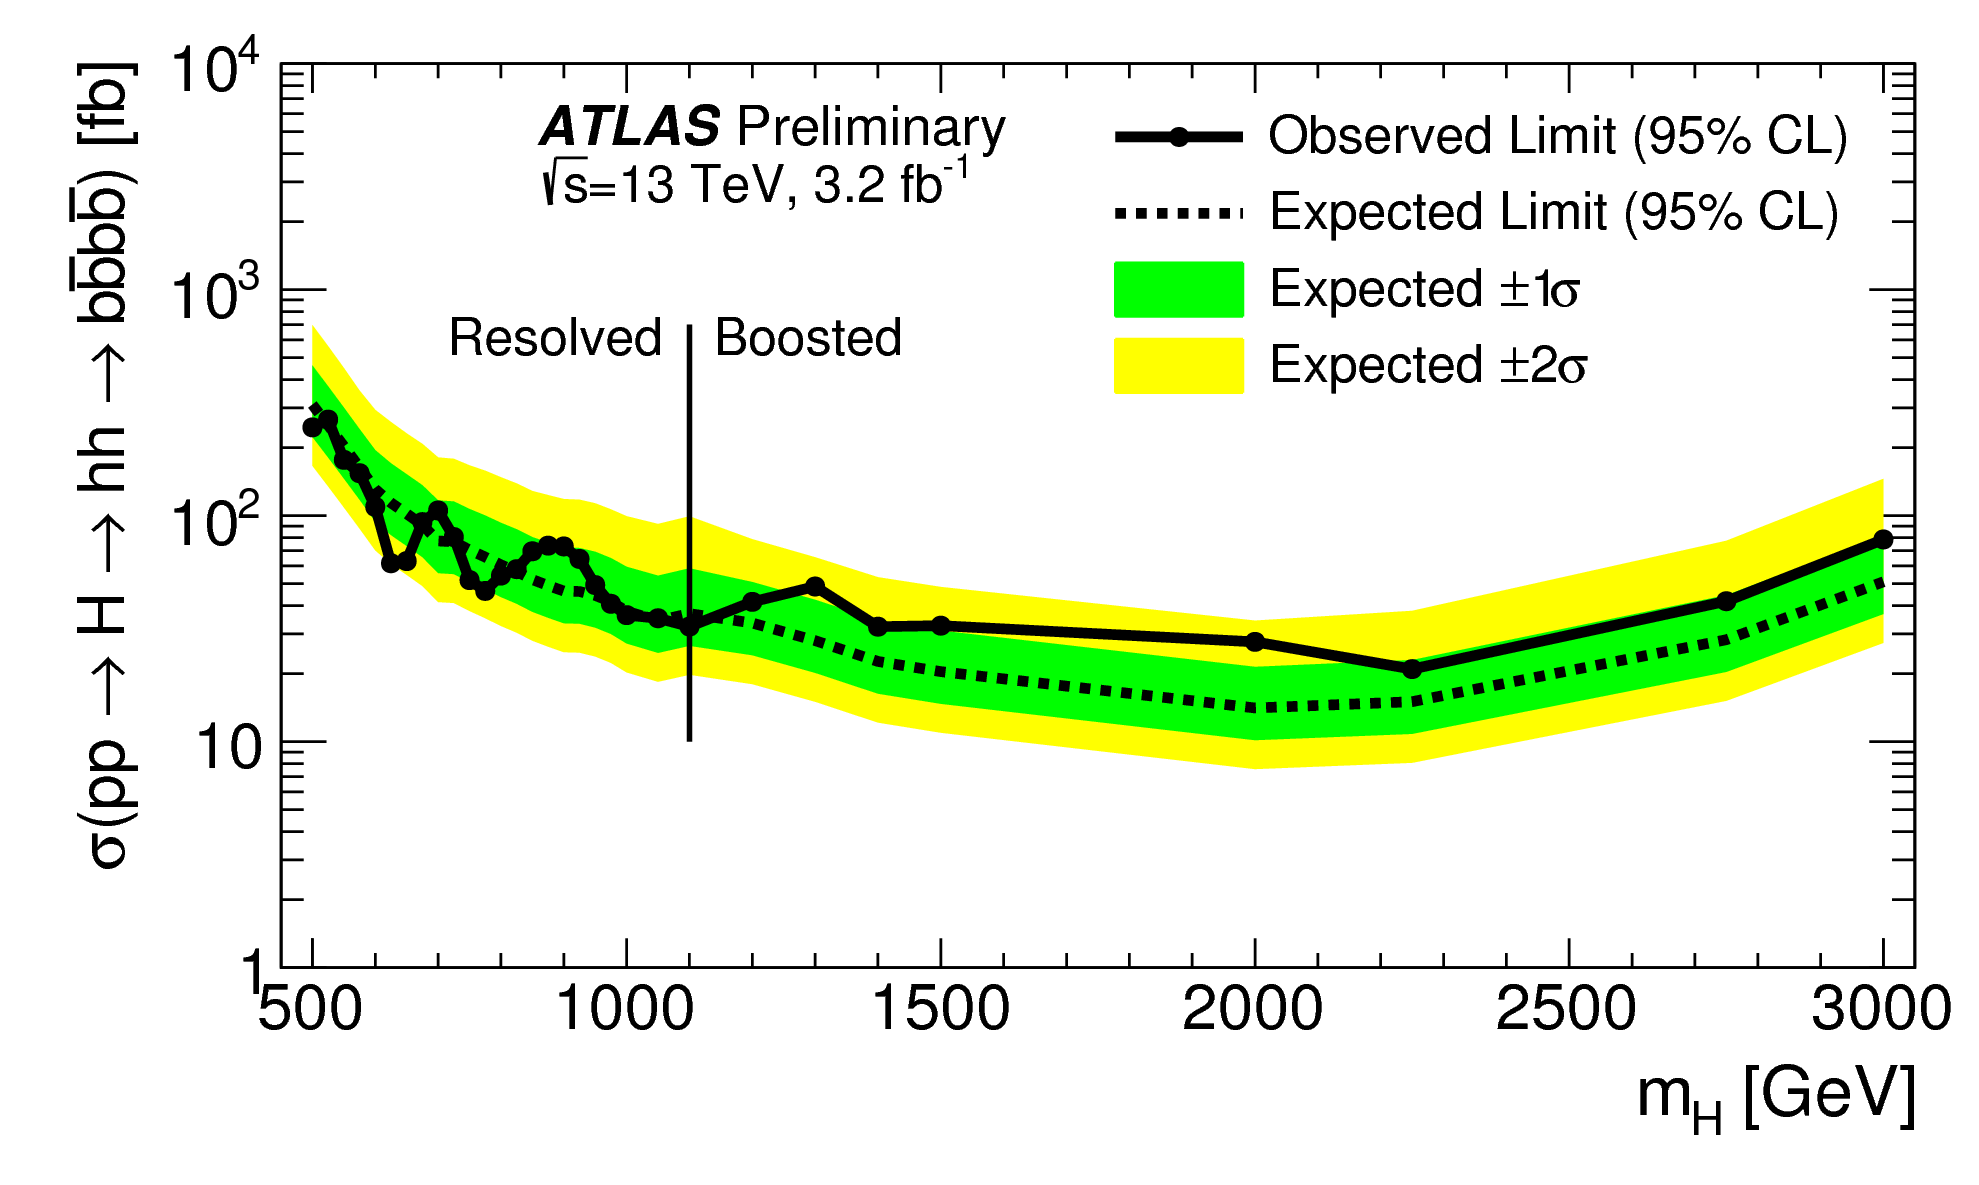 σ(pp → H → hh → bb̄bb̄) [fb]
10⁴
10³
10²
10
1
ATLAS Preliminary
√s=13 TeV, 3.2 fb⁻¹
Resolved
Boosted
Observed Limit (95% CL)
Expected Limit (95% CL)
Expected ±1σ
Expected ±2σ
500 1000 1500 2000 2500 3000
m_H [GeV]